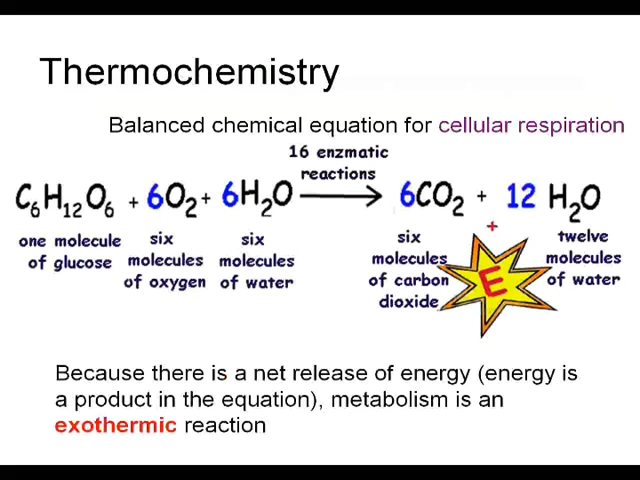 Thermochemistry
Balanced chemical equation for cellular respiration
16 enzmatic
reactions
C₆H₁₂O₆ + 6O₂ + 6H₂O → 6CO₂ + 12 H₂O
+
E
one molecule
of glucose
six
molecules
of oxygen
six
molecules
of water
six
molecules
of carbon
dioxide
twelve
molecules
of water
Because there is a net release of energy (energy is
a product in the equation), metabolism is an
exothermic reaction